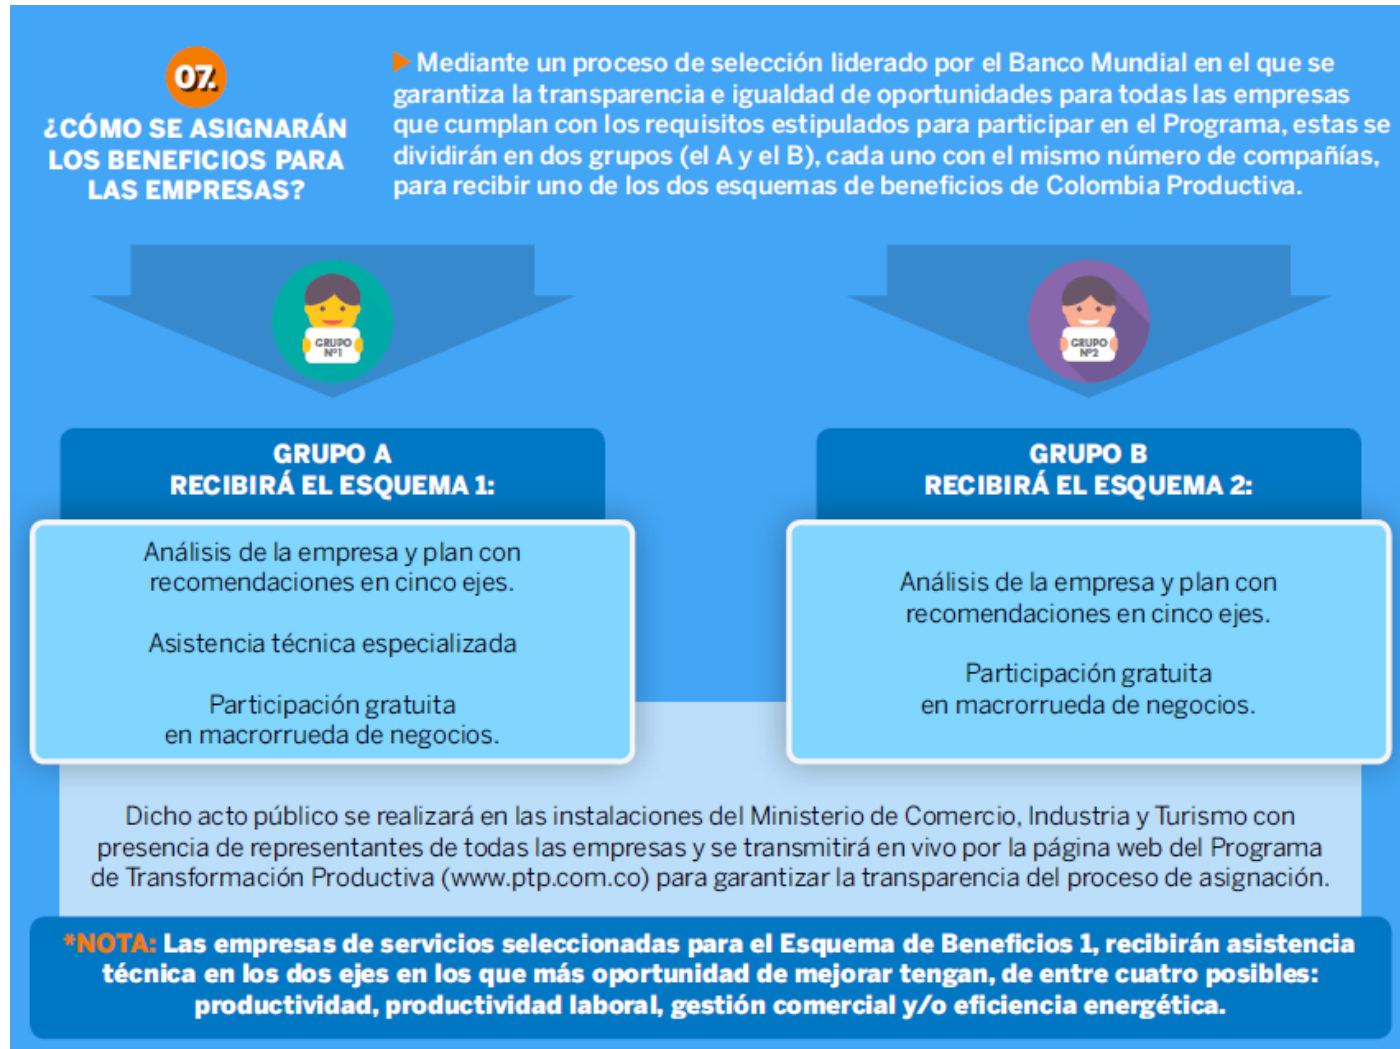 07.
¿CÓMO SE ASIGNARÁN
LOS BENEFICIOS PARA
LAS EMPRESAS?
Mediante un proceso de selección liderado por el Banco Mundial en el que se
garantiza la transparencia e igualdad de oportunidades para todas las empresas
que cumplan con los requisitos estipulados para participar en el Programa, estas se
dividirán en dos grupos (el A y el B), cada uno con el mismo número de compañías,
para recibir uno de los dos esquemas de beneficios de Colombia Productiva.
GRUPO
Nº1
GRUPO A
RECIBIRÁ EL ESQUEMA 1:
Análisis de la empresa y plan con
recomendaciones en cinco ejes.
Asistencia técnica especializada
Participación gratuita
en macrorrueda de negocios.
GRUPO
Nº2
GRUPO B
RECIBIRÁ EL ESQUEMA 2:
Análisis de la empresa y plan con
recomendaciones en cinco ejes.
Participación gratuita
en macrorrueda de negocios.
Dicho acto público se realizará en las instalaciones del Ministerio de Comercio, Industria y Turismo con
presencia de representantes de todas las empresas y se transmitirá en vivo por la página web del Programa
de Transformación Productiva (www.ptp.com.co) para garantizar la transparencia del proceso de asignación.
*NOTA: Las empresas de servicios seleccionadas para el Esquema de Beneficios 1, recibirán asistencia
técnica en los dos ejes en los que más oportunidad de mejorar tengan, de entre cuatro posibles:
productividad, productividad laboral, gestión comercial y/o eficiencia energética.